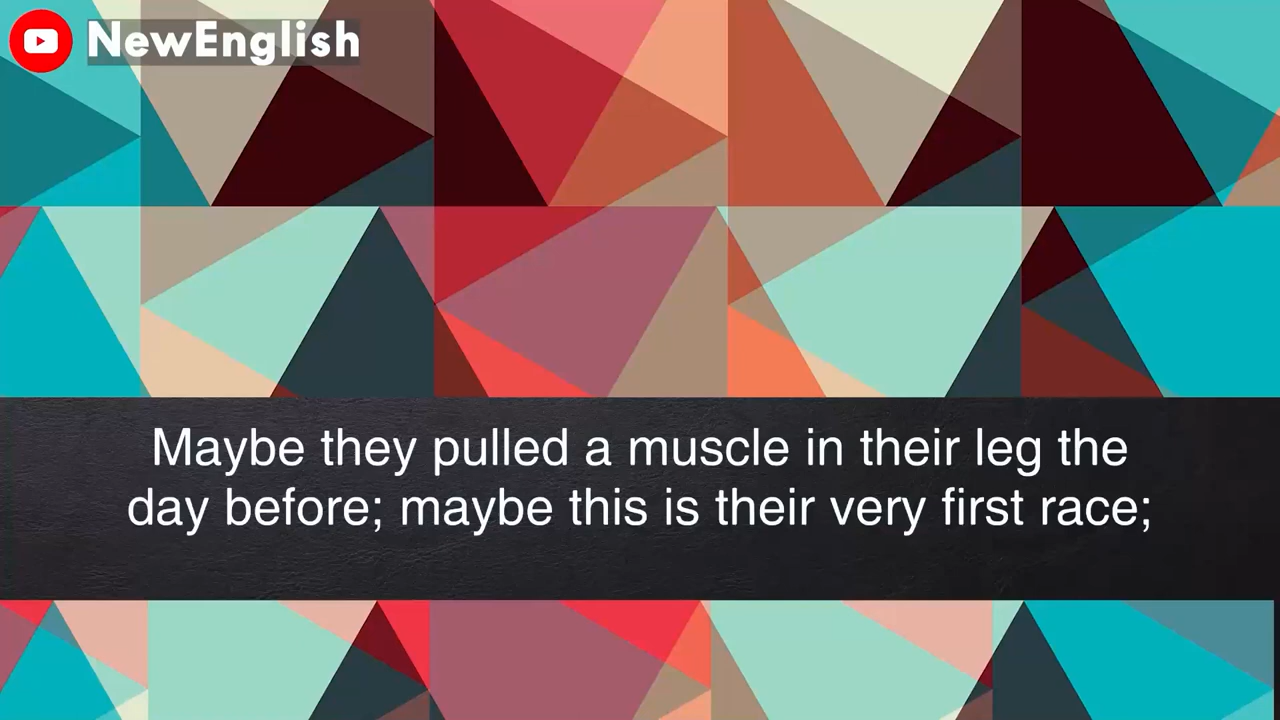 NewEnglish
Maybe they pulled a muscle in their leg the
day before; maybe this is their very first race;